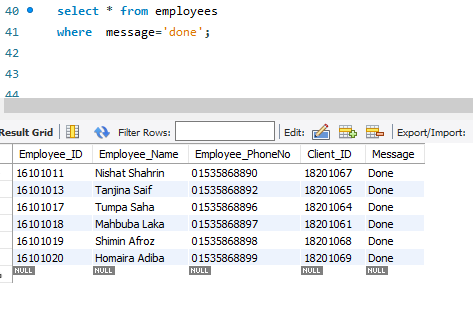 40 select * from employees
41 where message='done';
42
43
44
Result Grid Filter Rows: Edit: Export/Import:
Employee_ID Employee_Name Employee_PhoneNo Client_ID Message
16101011 Nishat Shahrin 01535868890 18201067 Done
16101013 Tanjina Saif 01535868892 18201065 Done
16101017 Tumpa Saha 01535868896 18201064 Done
16101018 Mahbuba Laka 01535868897 18201061 Done
16101019 Shimin Afroz 01535868898 18201068 Done
16101020 Homaira Adiba 01535868899 18201069 Done
NULL NULL NULL NULL NULL